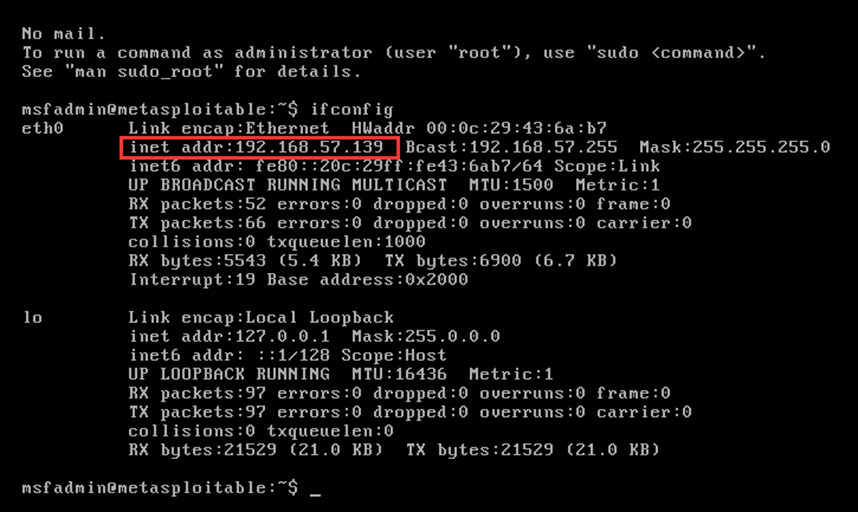 No mail.
To run a command as administrator (user "root"), use "sudo <command>".
See "man sudo_root" for details.
msfadmin@metasploitable:~$ ifconfig
eth0 Link encap:Ethernet HWaddr 00:0c:29:43:6a:b7
inet addr:192.168.57.139 Bcast:192.168.57.255 Mask:255.255.255.0
inet6 addr: fe80::20c:29ff:fe43:6ab7/64 Scope:Link
UP BROADCAST RUNNING MULTICAST MTU:1500 Metric:1
RX packets:52 errors:0 dropped:0 overruns:0 frame:0
TX packets:66 errors:0 dropped:0 overruns:0 carrier:0
collisions:0 txqueuelen:1000
RX bytes:5543 (5.4 KB) TX bytes:6900 (6.7 KB)
Interrupt:19 Base address:0x2000
lo Link encap:Local Loopback
inet addr:127.0.0.1 Mask:255.0.0.0
inet6 addr: ::1/128 Scope:Host
UP LOOPBACK RUNNING MTU:16436 Metric:1
RX packets:97 errors:0 dropped:0 overruns:0 frame:0
TX packets:97 errors:0 dropped:0 overruns:0 carrier:0
collisions:0 txqueuelen:0
RX bytes:21529 (21.0 KB) TX bytes:21529 (21.0 KB)
msfadmin@metasploitable:~$ _